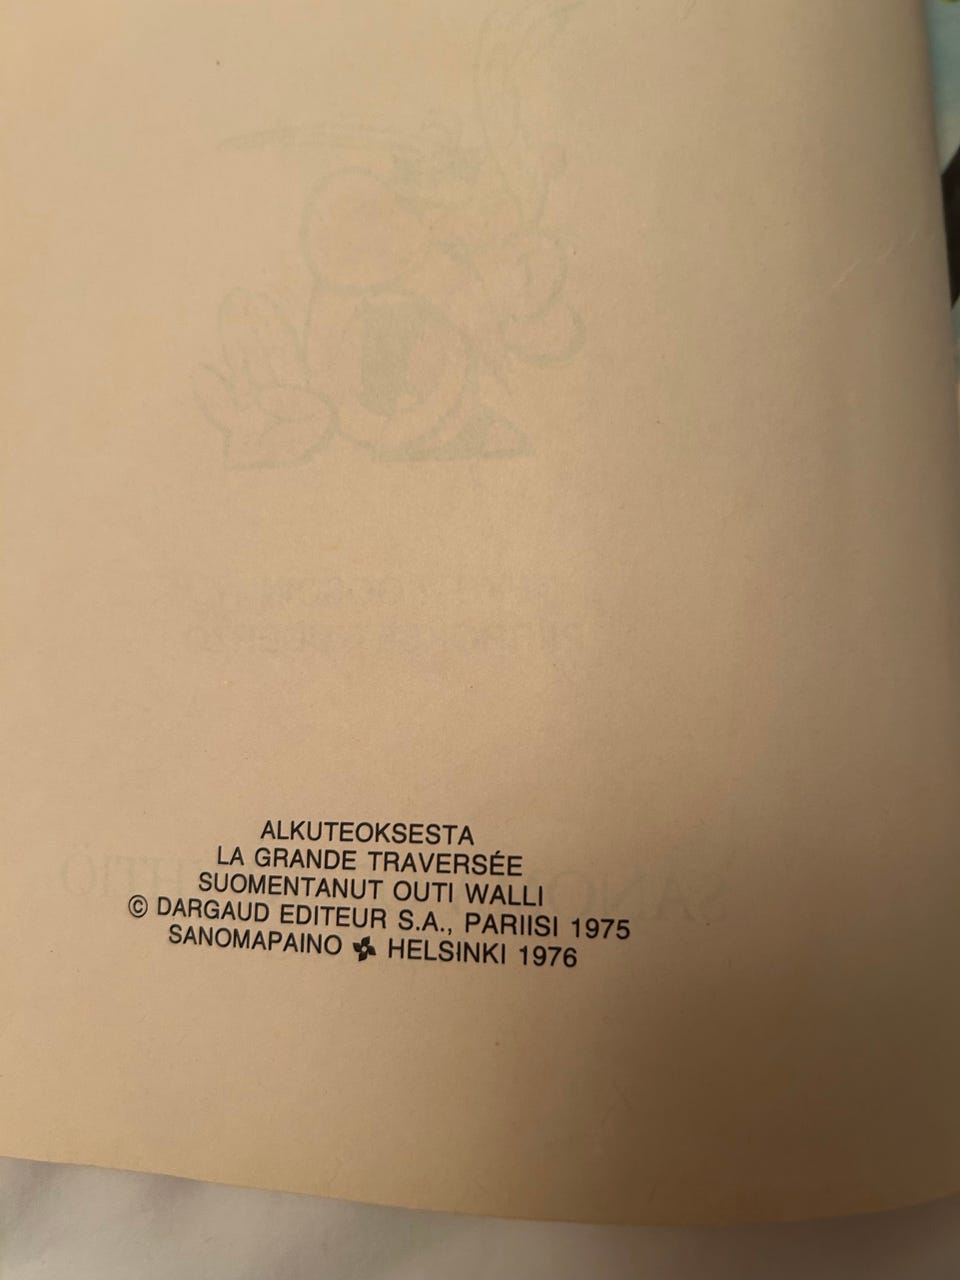 ALKUTEOKSESTA
LA GRANDE TRAVERSÉE
SUOMENTANUT OUTI WALLI
© DARGAUD EDITEUR S.A., PARIISI 1975
SANOMAPAINO HELSINKI 1976